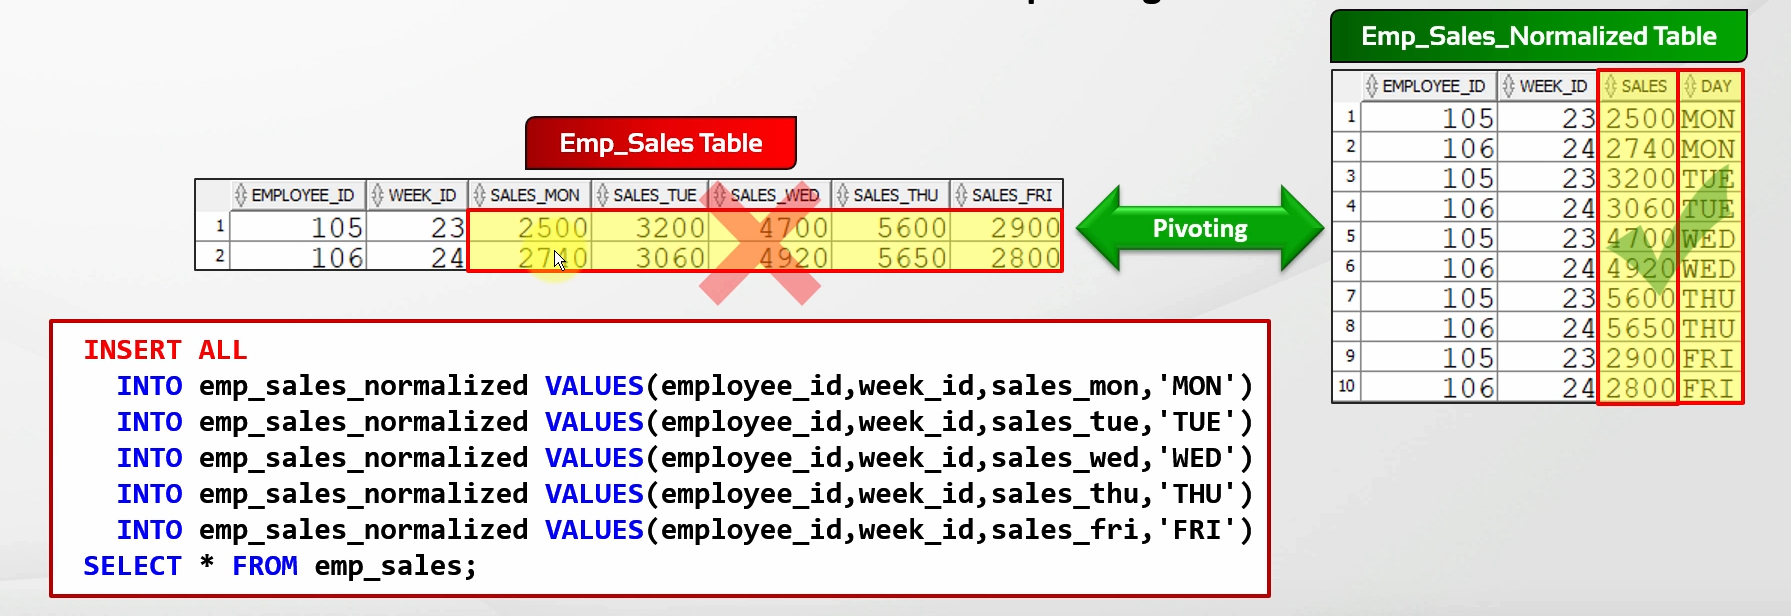 Emp_Sales_Normalized Table
EMPLOYEE_ID WEEK_ID SALES DAY
1 105 23 2500 MON
2 106 24 2740 MON
3 105 23 3200 TUE
4 106 24 3060 TUE
5 105 23 4700 WED
6 106 24 4920 WED
7 105 23 5600 THU
8 106 24 5650 THU
9 105 23 2900 FRI
10 106 24 2800 FRI
Emp_Sales Table
EMPLOYEE_ID WEEK_ID SALES_MON SALES_TUE SALES_WED SALES_THU SALES_FRI
1 105 23 2500 3200 4700 5600 2900
2 106 24 2740 3060 4920 5650 2800
Pivoting
INSERT ALL
INTO emp_sales_normalized VALUES(employee_id,week_id,sales_mon,'MON')
INTO emp_sales_normalized VALUES(employee_id,week_id,sales_tue,'TUE')
INTO emp_sales_normalized VALUES(employee_id,week_id,sales_wed,'WED')
INTO emp_sales_normalized VALUES(employee_id,week_id,sales_thu,'THU')
INTO emp_sales_normalized VALUES(employee_id,week_id,sales_fri,'FRI')
SELECT * FROM emp_sales;